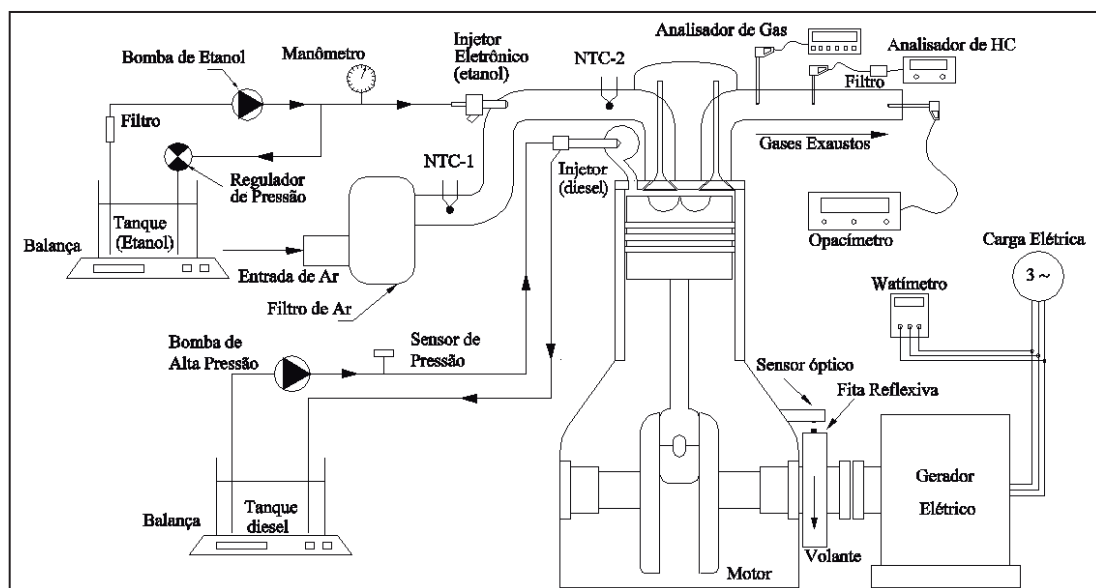 Analisador de Gas
Injetor
Eletrônico
(etanol)
Bomba de Etanol
Manômetro
NTC-2
Analisador de HC
Filtro
Filtro
Gases Exaustos
NTC-1
Injetor
(diesel)
Regulador
de Pressão
Tanque
(Etanol)
Balança
Opacímetro
Carga Elétrica
3 ~
Entrada de Ar
Filtro de Ar
Watímetro
Bomba de
Alta Pressão
Sensor de
Pressão
Sensor óptico
Fita Reflexiva
Gerador
Elétrico
Tanque
diesel
Balança
Volante
Motor